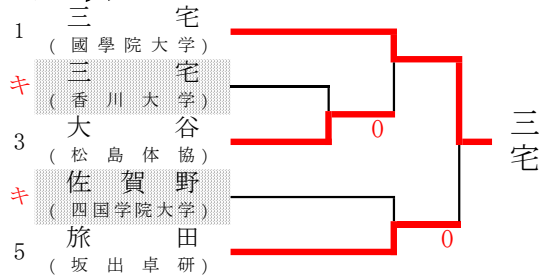 1 三宅
(國學院大学)
キ 三宅
(香川大学)
3 大谷
(松島体協)
0
キ 佐賀野
(四国学院大学)
5 旅田
(坂出卓研)
0
三宅